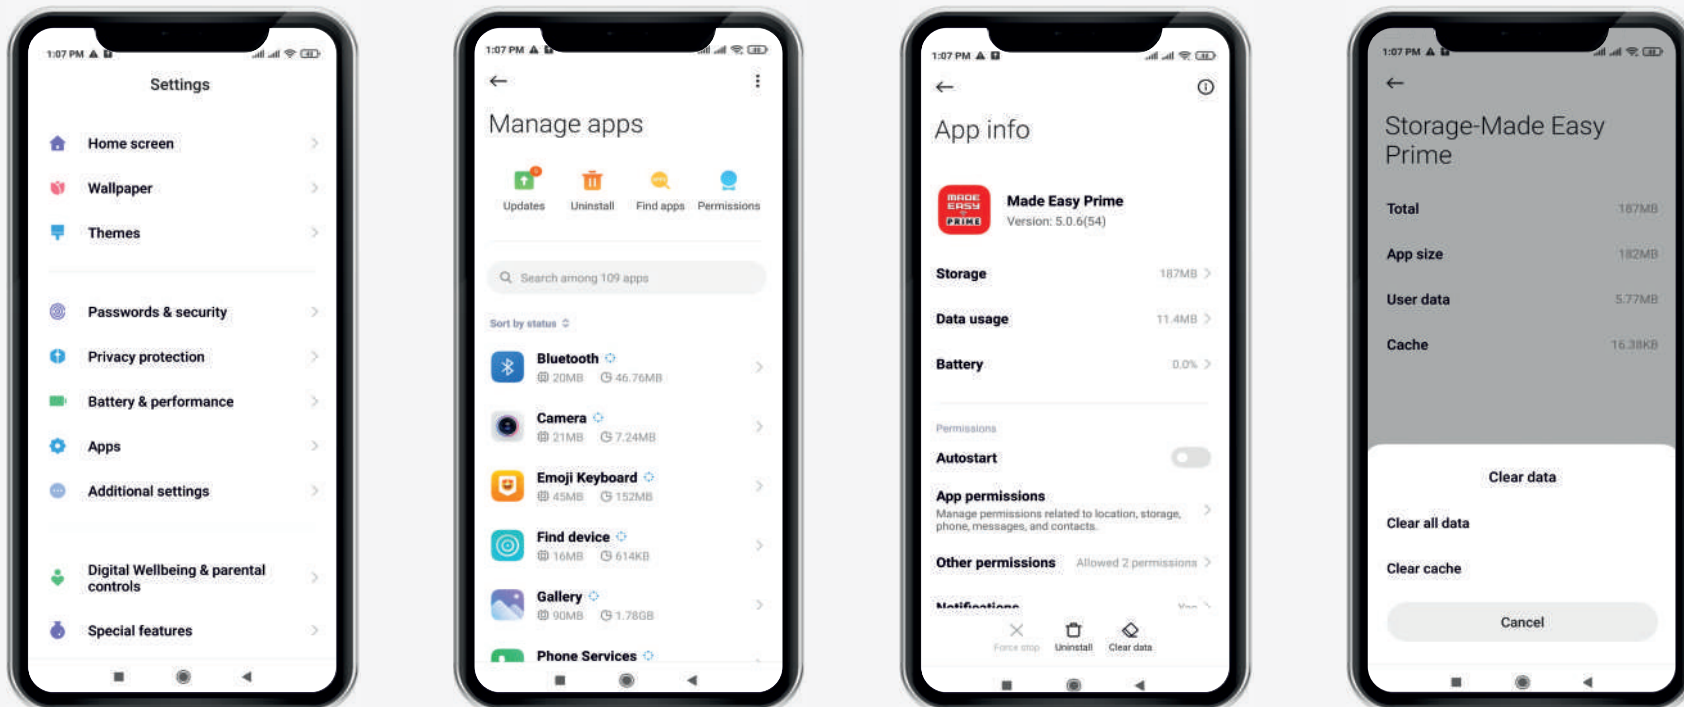 1:07 PM
Settings
Home screen
Wallpaper
Themes
Passwords & security
Privacy protection
Battery & performance
Apps
Additional settings
Digital Wellbeing & parental
controls
Special features
1:07 PM
Manage apps
Updates Uninstall Find apps Permissions
Search among 109 apps
Sort by status
Bluetooth
20MB 46.76MB
Camera
21MB 7.24MB
Emoji Keyboard
45MB 152MB
Find device
16MB 614KB
Gallery
90MB 1.78GB
Phone Services
1:07 PM
App info
MADE
EASY
PRIME
Made Easy Prime
Version: 5.0.6(54)
Storage 187MB
Data usage 11.4MB
Battery 0.0%
Permissions
Autostart
App permissions
Manage permissions related to location, storage,
phone, messages, and contacts.
Other permissions Allowed 2 permissions
Notifications Yes
Force stop Uninstall Clear data
1:07 PM
Storage-Made Easy
Prime
Total 187MB
App size 182MB
User data 5.77MB
Cache 16.38KB
Clear data
Clear all data
Clear cache
Cancel